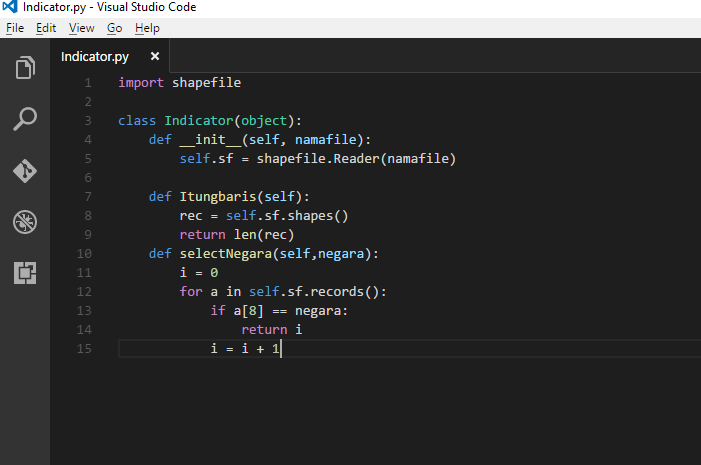 Indicator.py - Visual Studio Code
File Edit View Go Help
Indicator.py ×
1 import shapefile
2
3 class Indicator(object):
4     def __init__(self, namafile):
5         self.sf = shapefile.Reader(namafile)
6
7     def Itungbaris(self):
8         rec = self.sf.shapes()
9         return len(rec)
10     def selectNegara(self,negara):
11         i = 0
12         for a in self.sf.records():
13             if a[8] == negara:
14                 return i
15             i = i + 1